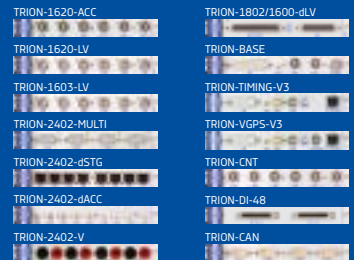 TRION-1620-ACC
TRION-1620-LV
TRION-1603-LV
TRION-2402-MULTI
TRION-2402-dSTG
TRION-2402-dACC
TRION-2402-V
TRION-1802/1600-dLV
TRION-BASE
TRION-TIMING-V3
TRION-VGPS-V3
TRION-CNT
TRION-DI-48
TRION-CAN